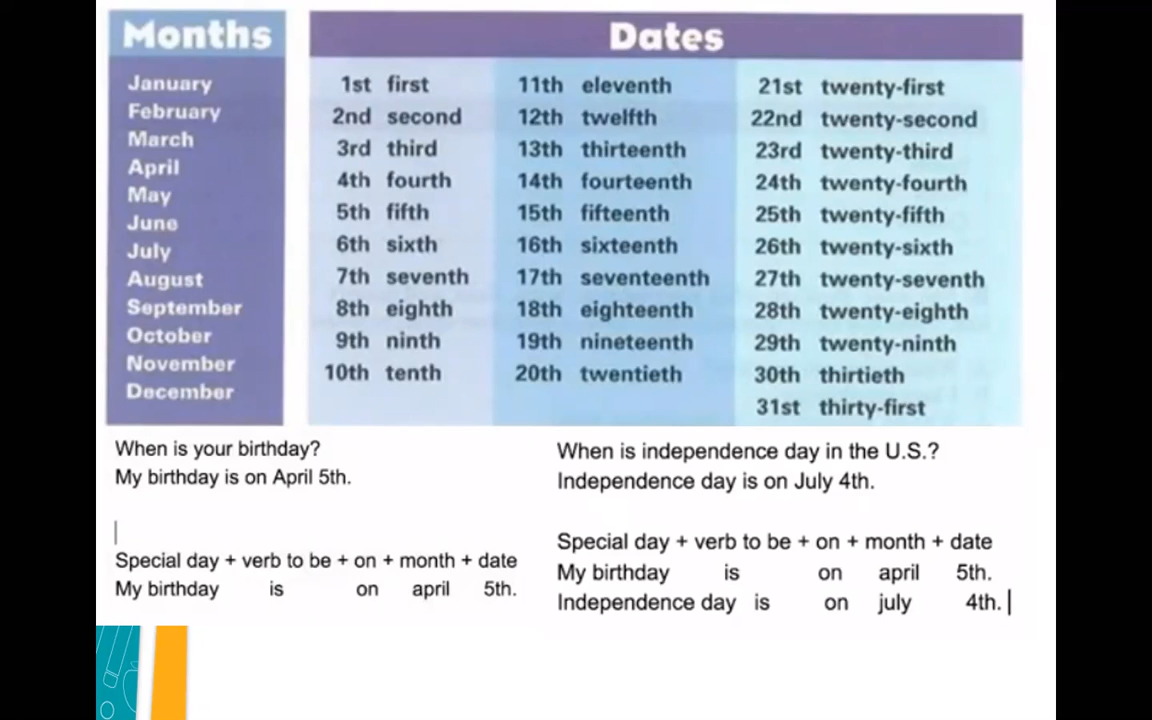 Months
January
February
March
April
May
June
July
August
September
October
November
December
Dates
1st first
2nd second
3rd third
4th fourth
5th fifth
6th sixth
7th seventh
8th eighth
9th ninth
10th tenth
11th eleventh
12th twelfth
13th thirteenth
14th fourteenth
15th fifteenth
16th sixteenth
17th seventeenth
18th eighteenth
19th nineteenth
20th twentieth
21st twenty-first
22nd twenty-second
23rd twenty-third
24th twenty-fourth
25th twenty-fifth
26th twenty-sixth
27th twenty-seventh
28th twenty-eighth
29th twenty-ninth
30th thirtieth
31st thirty-first
When is your birthday?
My birthday is on April 5th.
Special day + verb to be + on + month + date
My birthday is on april 5th.
When is independence day in the U.S.?
Independence day is on July 4th.
Special day + verb to be + on + month + date
My birthday is on april 5th.
Independence day is on july 4th.